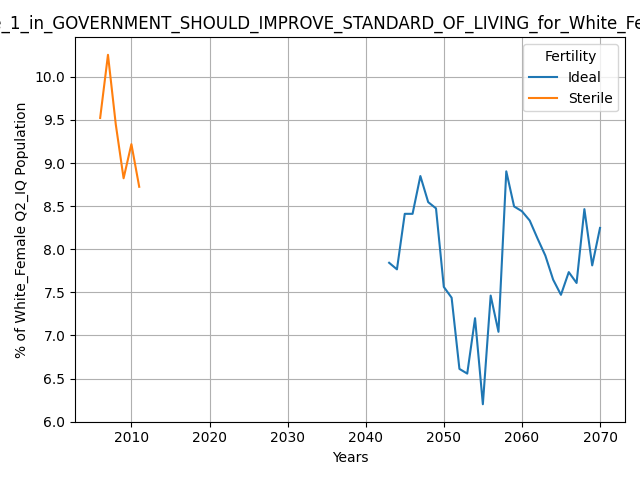 e_1_in_GOVERNMENT_SHOULD_IMPROVE_STANDARD_OF_LIVING_for_White_Fe
Fertility
Ideal
Sterile
% of White_Female Q2_IQ Population
10.0
9.5
9.0
8.5
8.0
7.5
7.0
6.5
6.0
2010 2020 2030 2040 2050 2060 2070
Years